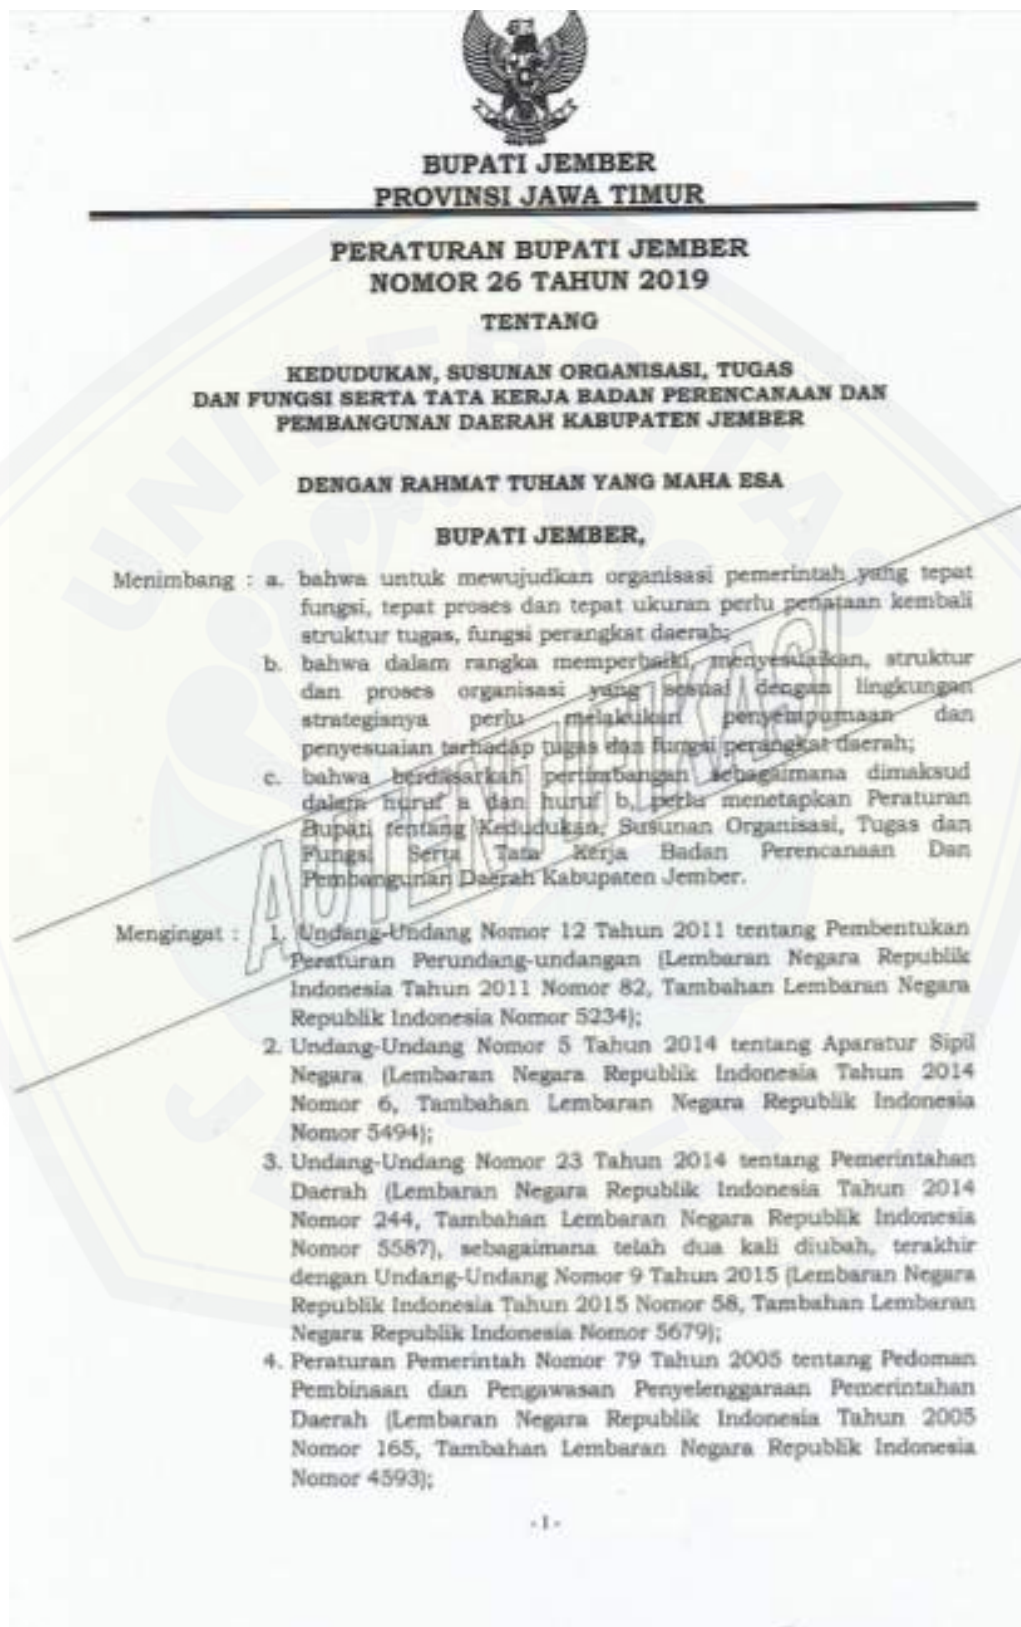 BUPATI JEMBER
PROVINSI JAWA TIMUR
PERATURAN BUPATI JEMBER
NOMOR 26 TAHUN 2019
TENTANG
KEDUDUKAN, SUSUNAN ORGANISASI, TUGAS
DAN FUNGSI SERTA TATA KERJA BADAN PERENCANAAN DAN
PEMBANGUNAN DAERAH KABUPATEN JEMBER
DENGAN RAHMAT TUHAN YANG MAHA ESA
BUPATI JEMBER,
Menimbang : a. bahwa untuk mewujudkan organisasi pemerintah yang tepat
fungsi, tepat proses dan tepat ukuran perlu penataan kembali
struktur tugas, fungsi perangkat daerah;
b. bahwa dalam rangka memperbaiki, menyesuaikan, struktur
dan proses organisasi yang sesuai dengan lingkungan
strategisnya perlu melakukan penyempurnaan dan
penyesuaian terhadap tugas dan fungsi perangkat daerah;
c. bahwa berdasarkan pertimbangan sebagaimana dimaksud
dalam huruf a dan huruf b, perlu menetapkan Peraturan
Bupati tentang Kedudukan, Susunan Organisasi, Tugas dan
Fungsi Serta Tata Kerja Badan Perencanaan Dan
Pembangunan Daerah Kabupaten Jember.
AUTENTIFIKASI
Mengingat : 1. Undang-Undang Nomor 12 Tahun 2011 tentang Pembentukan
Peraturan Perundang-undangan (Lembaran Negara Republik
Indonesia Tahun 2011 Nomor 82, Tambahan Lembaran Negara
Republik Indonesia Nomor 5234);
2. Undang-Undang Nomor 5 Tahun 2014 tentang Aparatur Sipil
Negara (Lembaran Negara Republik Indonesia Tahun 2014
Nomor 6, Tambahan Lembaran Negara Republik Indonesia
Nomor 5494);
3. Undang-Undang Nomor 23 Tahun 2014 tentang Pemerintahan
Daerah (Lembaran Negara Republik Indonesia Tahun 2014
Nomor 244, Tambahan Lembaran Negara Republik Indonesia
Nomor 5587), sebagaimana telah dua kali diubah, terakhir
dengan Undang-Undang Nomor 9 Tahun 2015 (Lembaran Negara
Republik Indonesia Tahun 2015 Nomor 58, Tambahan Lembaran
Negara Republik Indonesia Nomor 5679);
4. Peraturan Pemerintah Nomor 79 Tahun 2005 tentang Pedoman
Pembinaan dan Pengawasan Penyelenggaraan Pemerintahan
Daerah (Lembaran Negara Republik Indonesia Tahun 2005
Nomor 165, Tambahan Lembaran Negara Republik Indonesia
Nomor 4593);
- 1 -